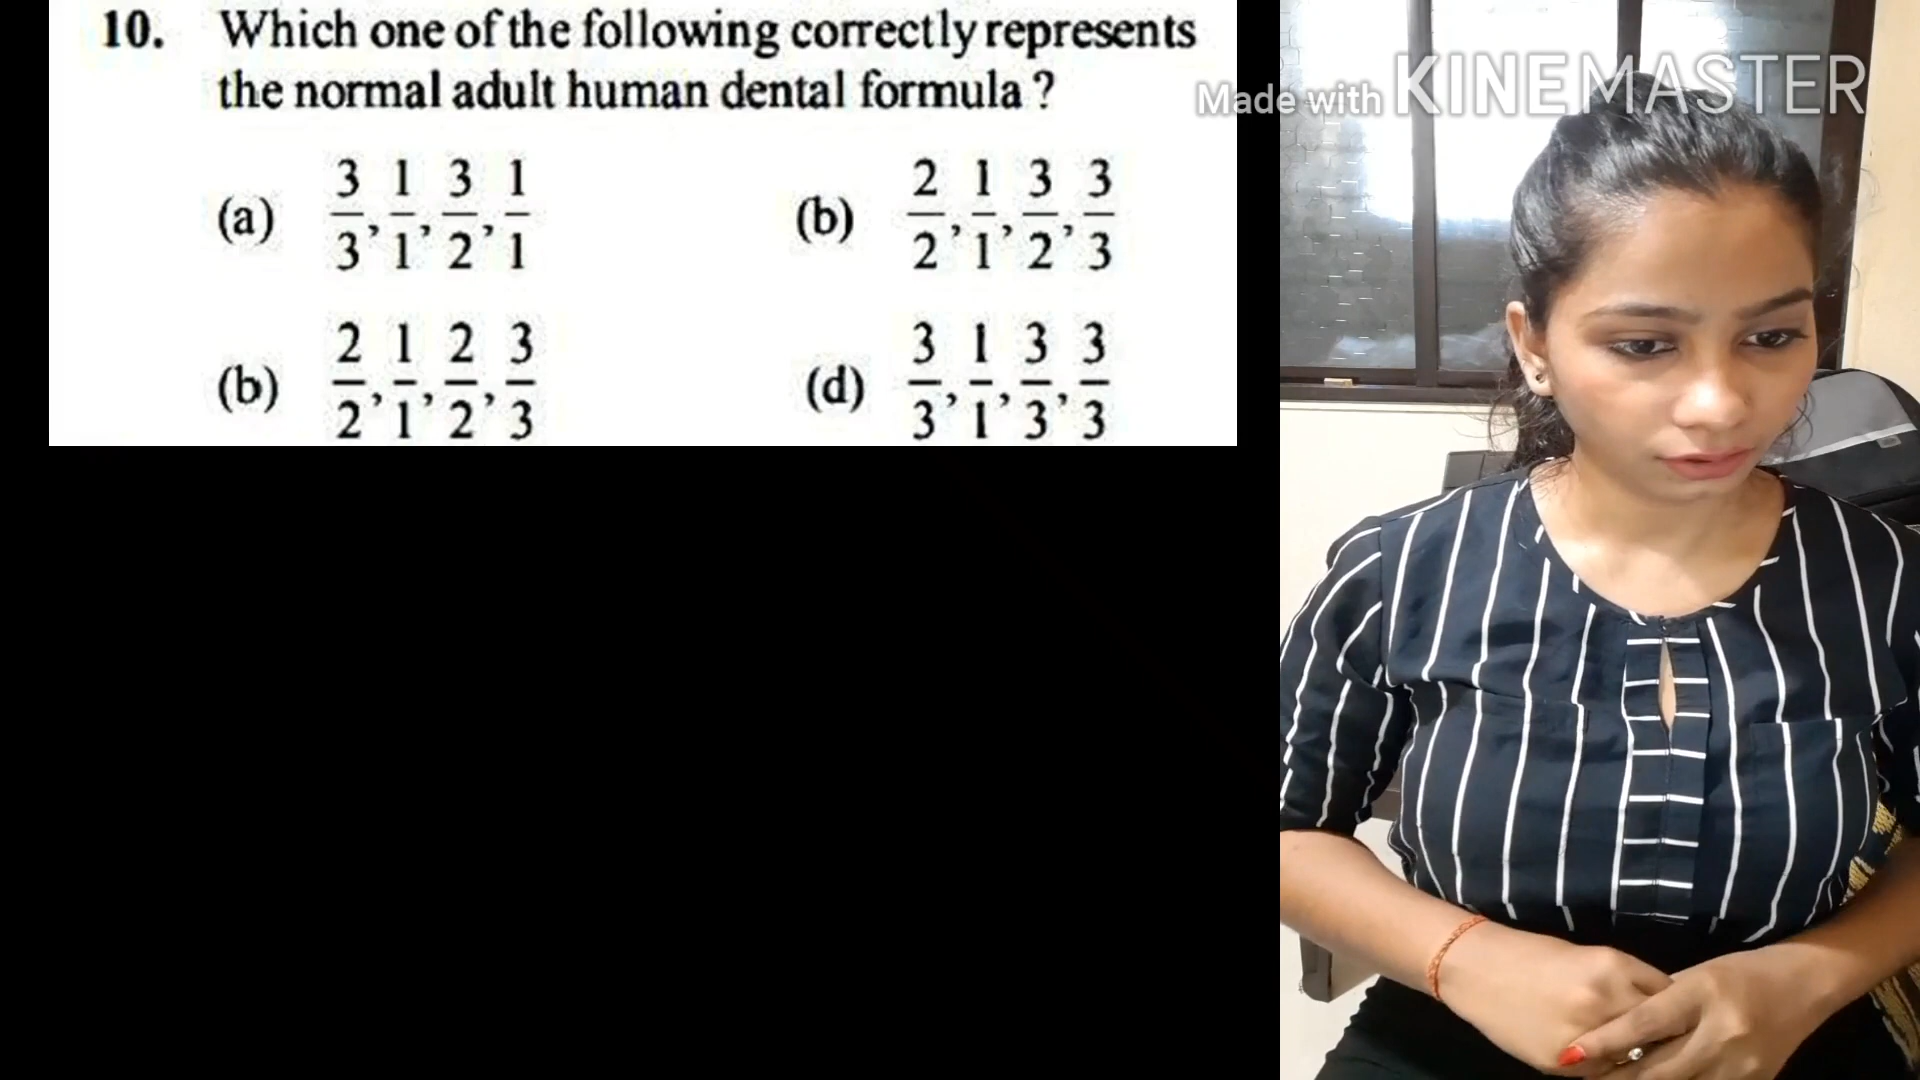 10. Which one of the following correctly represents
the normal adult human dental formula ?
(a) 3/3, 1/1, 3/2, 1/1 (b) 2/2, 1/1, 3/2, 3/3
(b) 2/2, 1/1, 2/2, 3/3 (d) 3/3, 1/1, 3/3, 3/3
Made with KINEMASTER